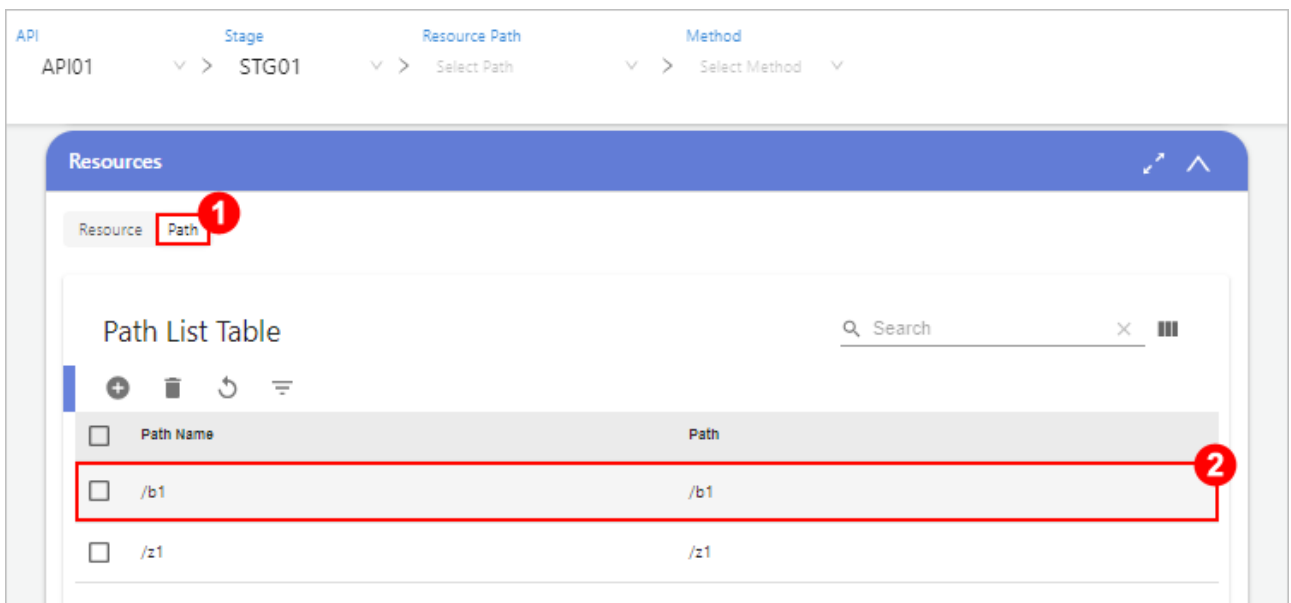 API Stage Resource Path Method
API01 > STG01 > Select Path > Select Method
Resources
Resource Path 1
Path List Table Search
Path Name Path
2
/b1 /b1
/z1 /z1